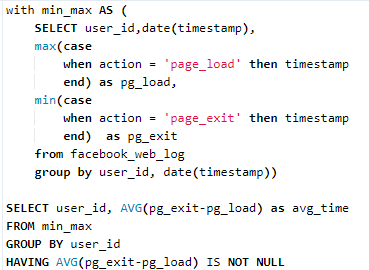 with min_max AS (
SELECT user_id,date(timestamp),
max(case
when action = 'page_load' then timestamp
end) as pg_load,
min(case
when action = 'page_exit' then timestamp
end)  as pg_exit
from facebook_web_log
group by user_id, date(timestamp))
SELECT user_id, AVG(pg_exit-pg_load) as avg_time
FROM min_max
GROUP BY user_id
HAVING AVG(pg_exit-pg_load) IS NOT NULL